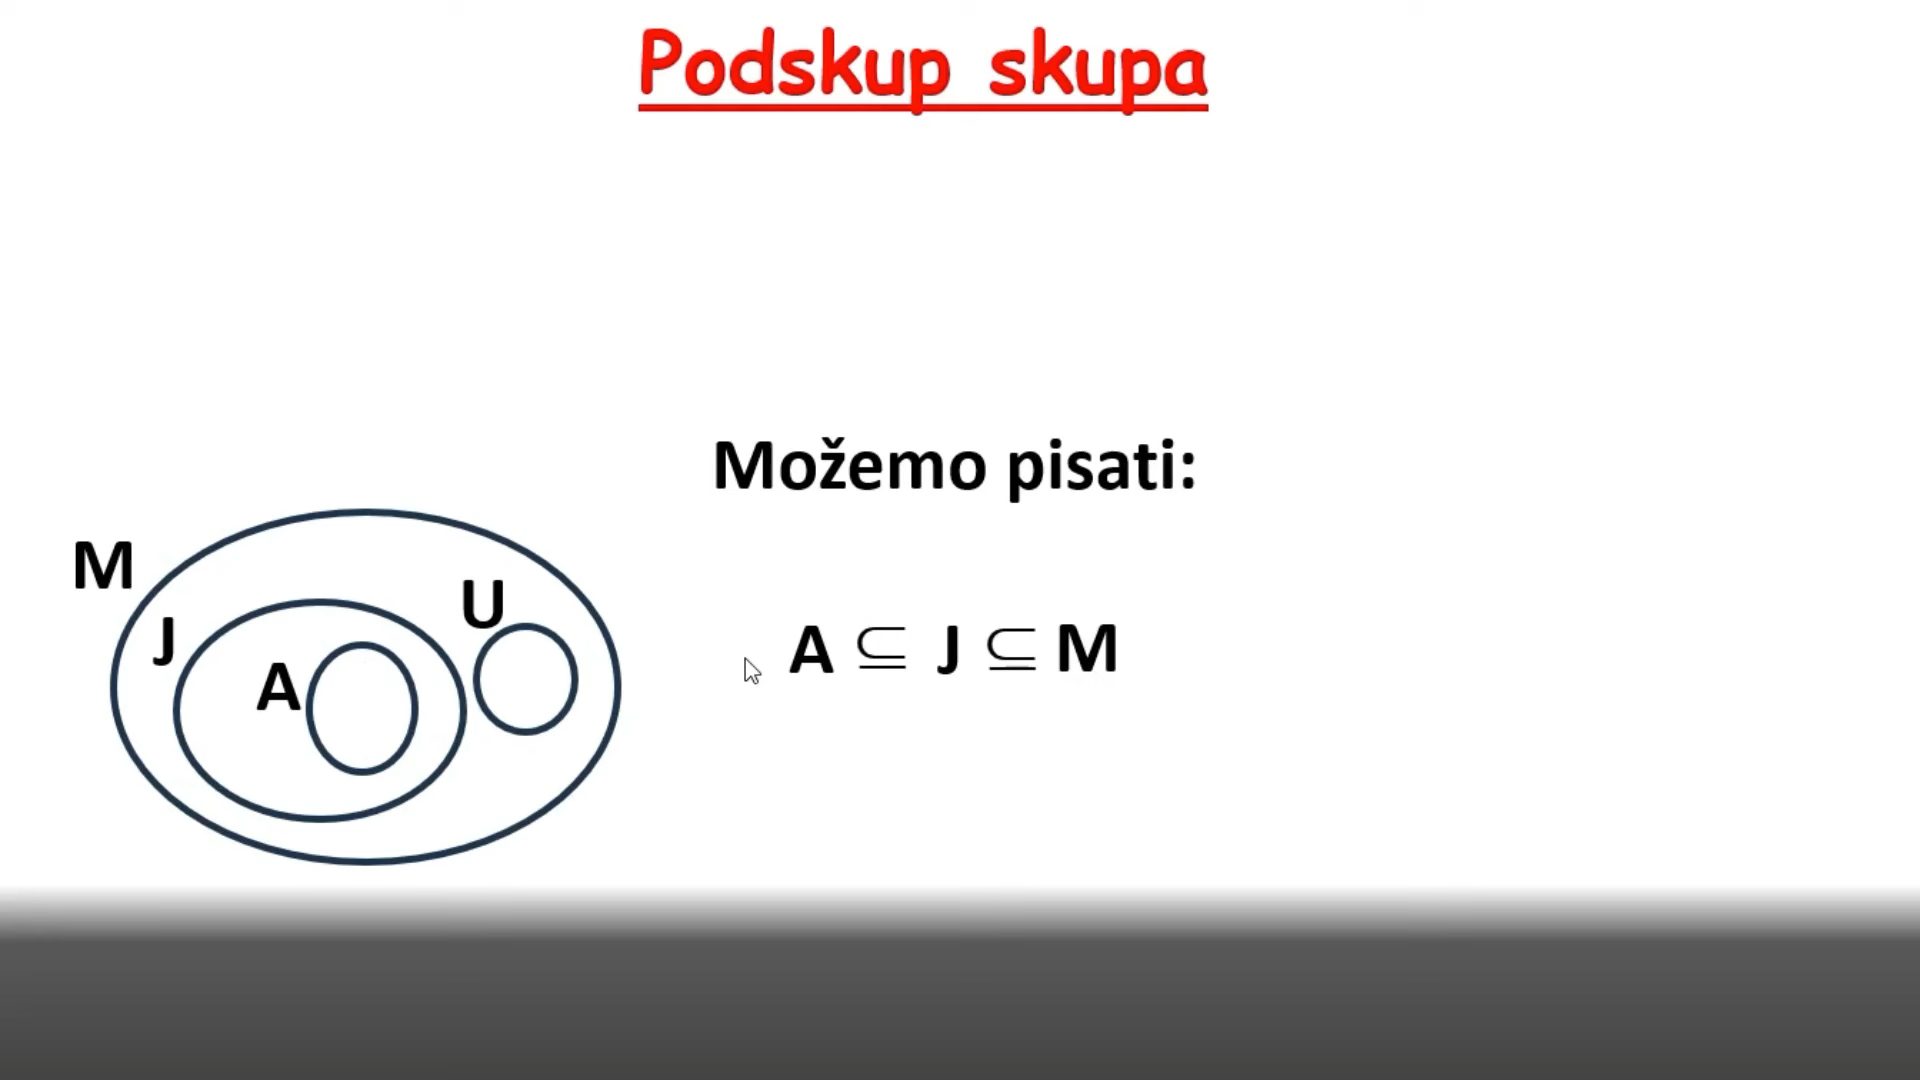 Podskup skupa
Možemo pisati:
M
U
J
A
A ⊆ J ⊆ M